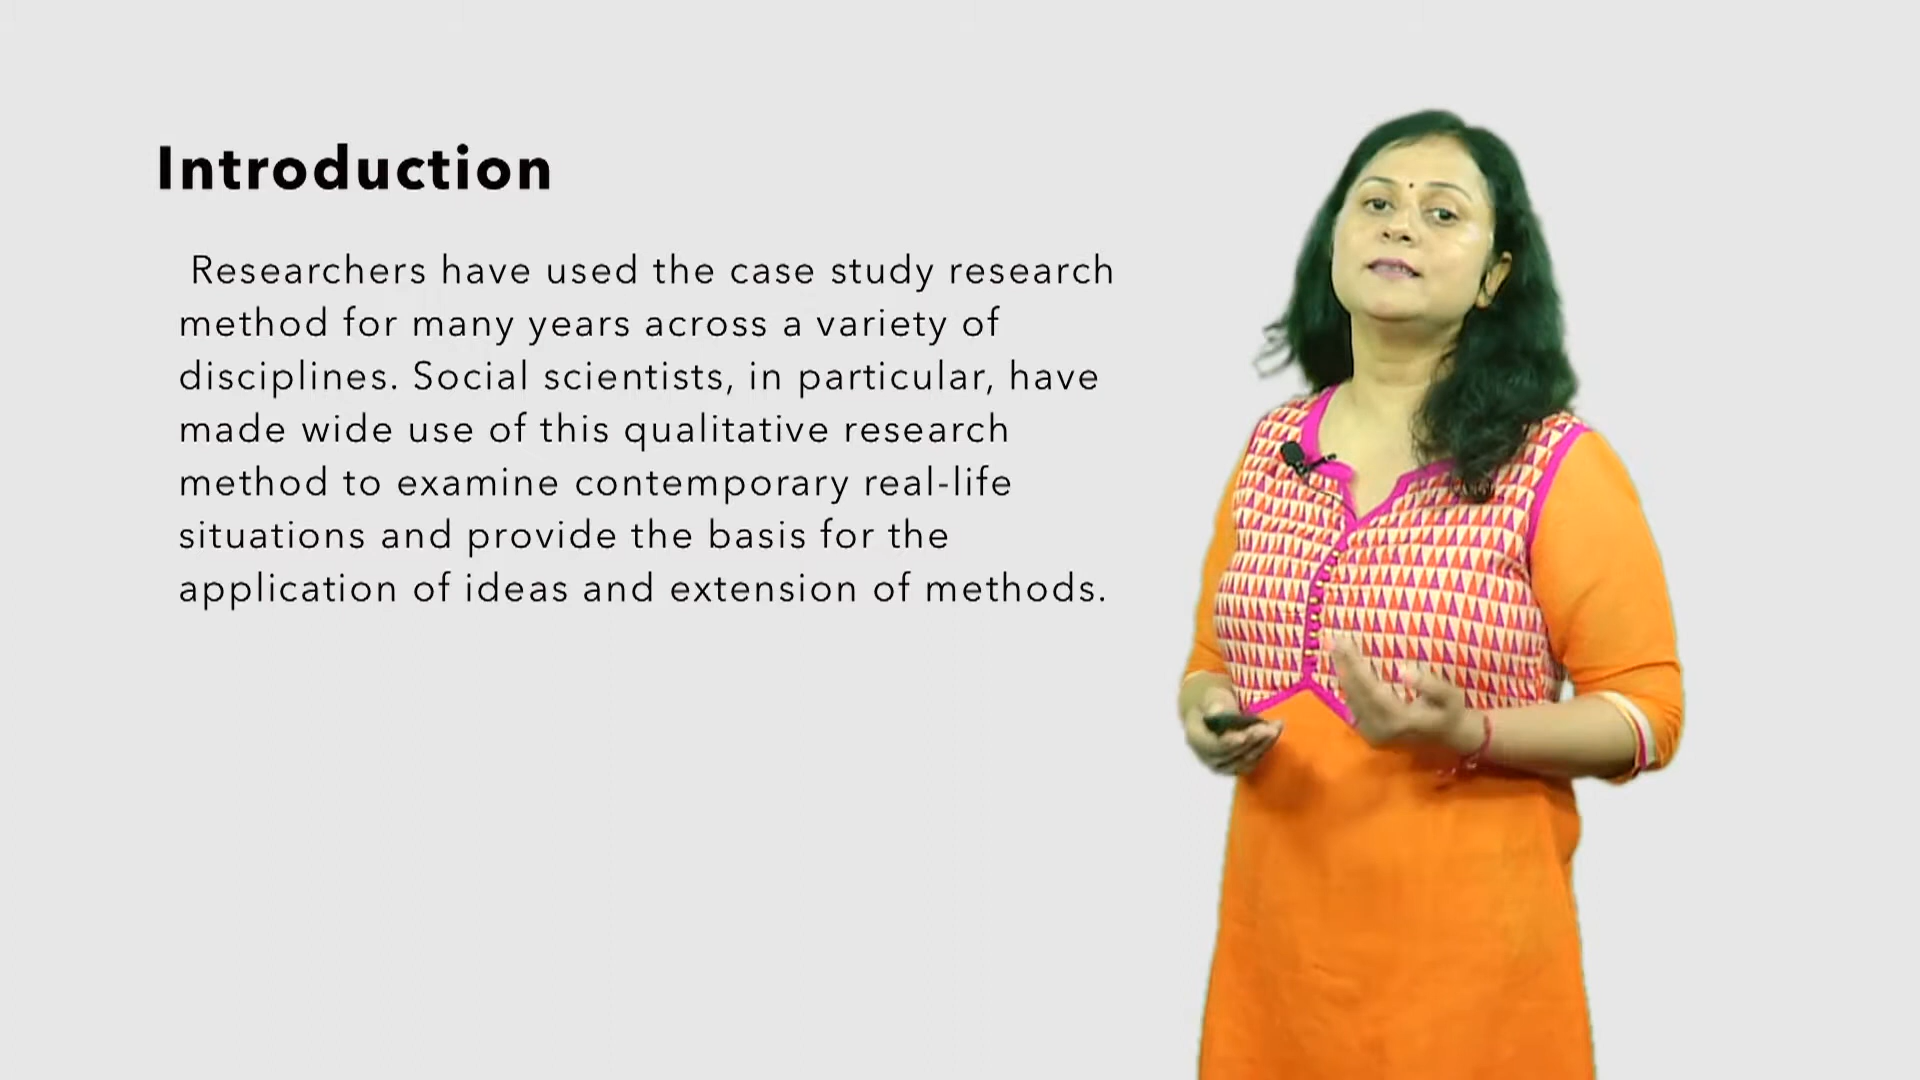 Introduction
Researchers have used the case study research
method for many years across a variety of
disciplines. Social scientists, in particular, have
made wide use of this qualitative research
method to examine contemporary real-life
situations and provide the basis for the
application of ideas and extension of methods.